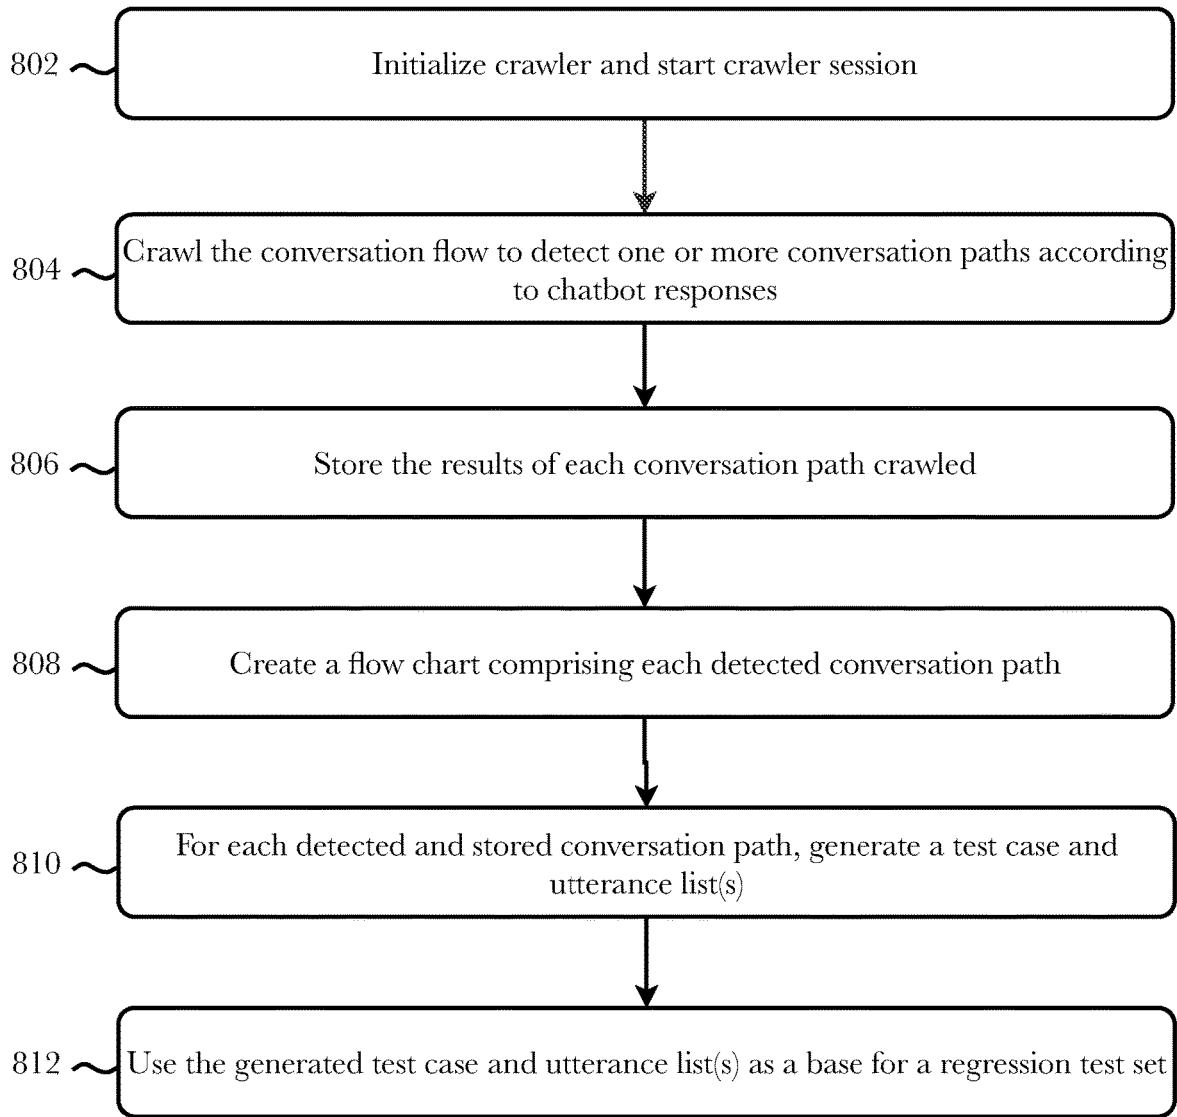 802
Initialize crawler and start crawler session
804
Crawl the conversation flow to detect one or more conversation paths according
to chatbot responses
806
Store the results of each conversation path crawled
808
Create a flow chart comprising each detected conversation path
810
For each detected and stored conversation path, generate a test case and
utterance list(s)
812
Use the generated test case and utterance list(s) as a base for a regression test set